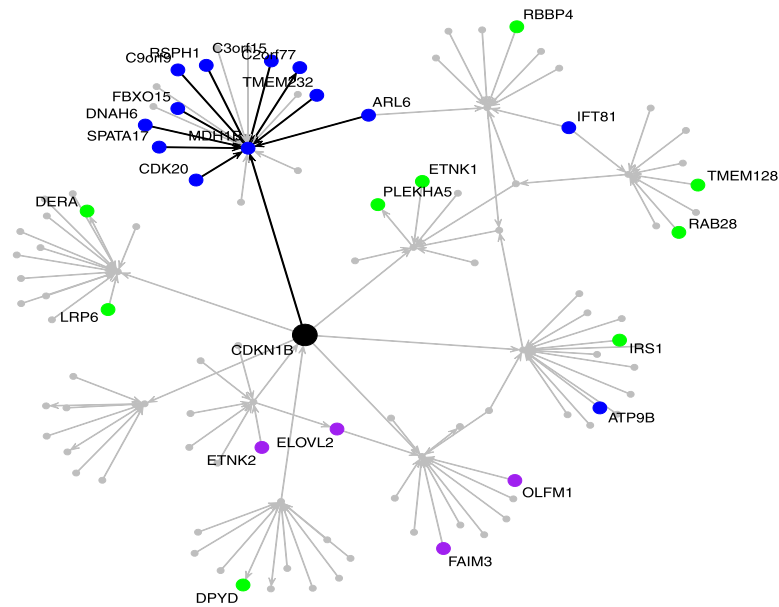 RBBP4
C3orf15
RSPH1
C2orf77
C9orf9
TMEM232
FBXO15
ARL6
DNAH6
IFT81
SPATA17
MDH1B
CDK20
ETNK1
TMEM128
PLEKHA5
DERA
RAB28
LRP6
CDKN1B
IRS1
ATP9B
ELOVL2
ETNK2
OLFM1
FAIM3
DPYD